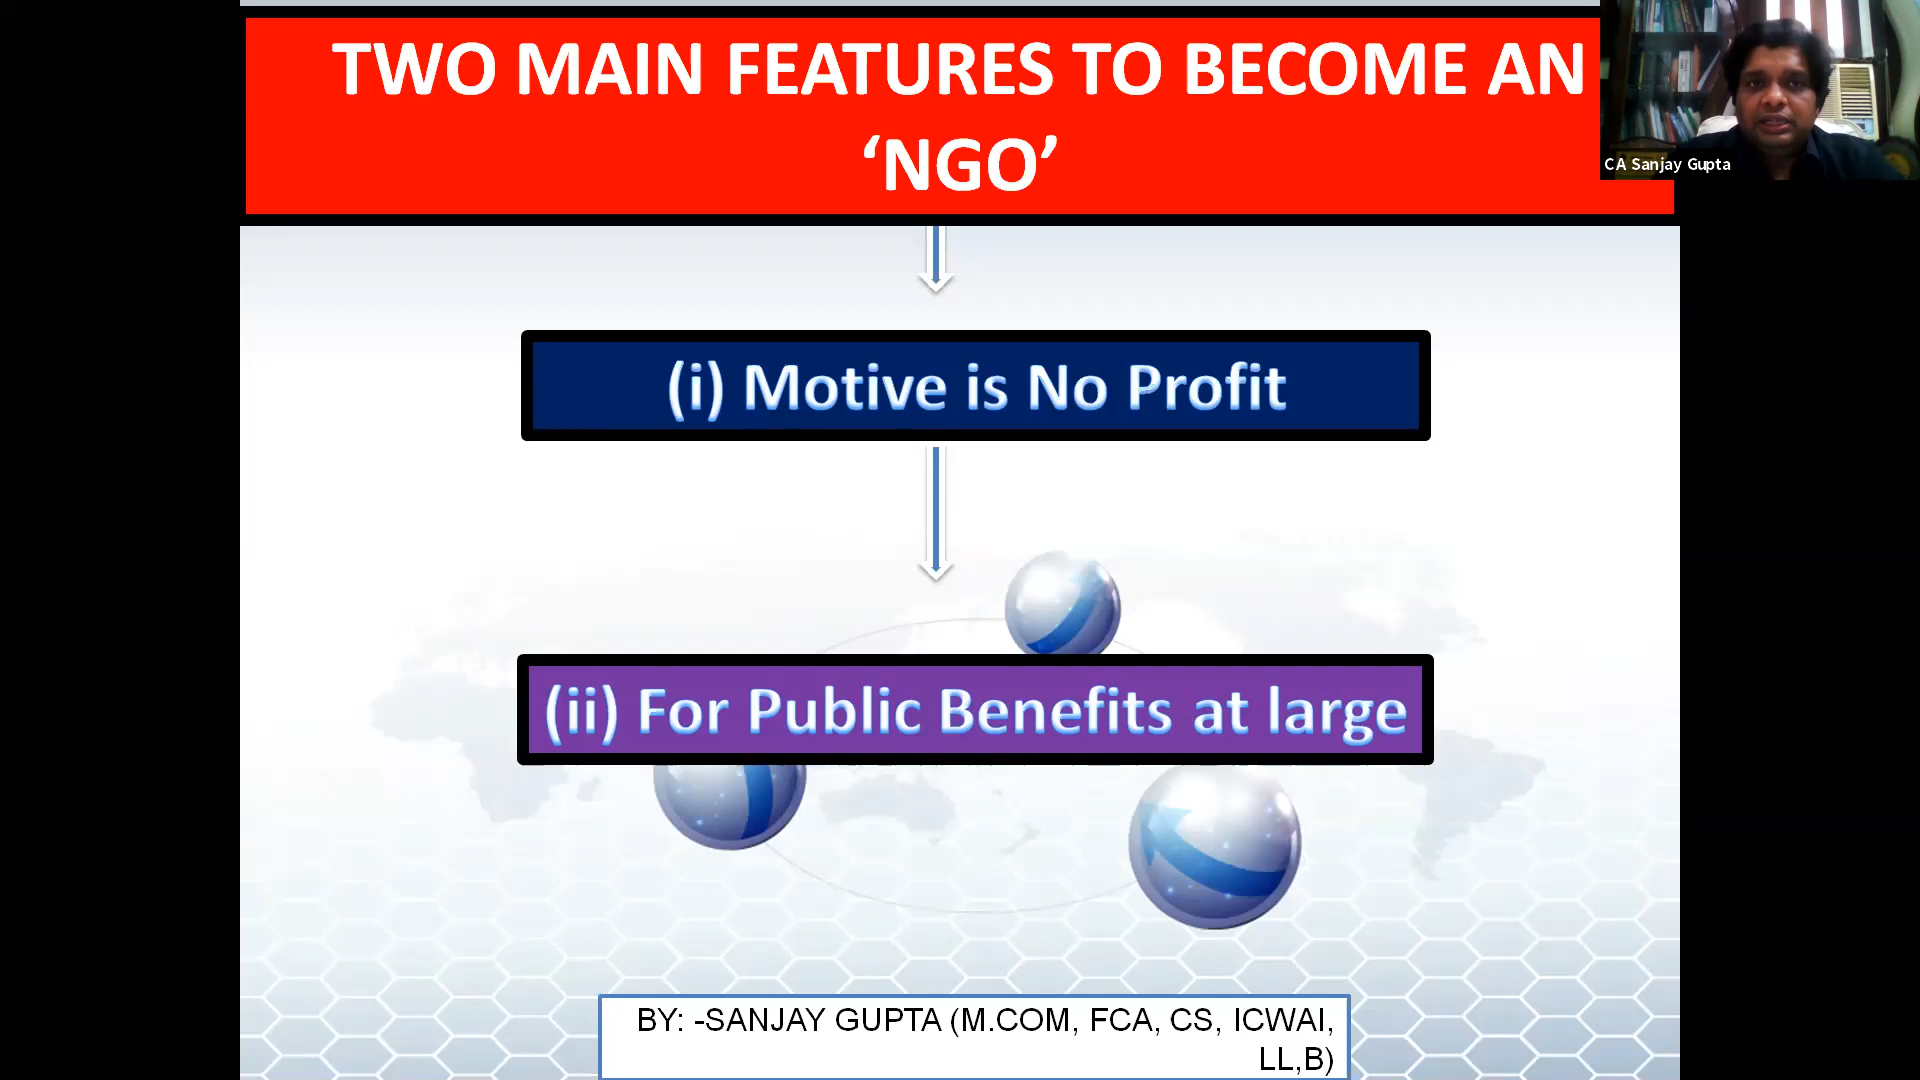 TWO MAIN FEATURES TO BECOME AN
‘NGO’
CA Sanjay Gupta
(i) Motive is No Profit
(ii) For Public Benefits at large
BY: -SANJAY GUPTA (M.COM, FCA, CS, ICWAI,
LL,B)